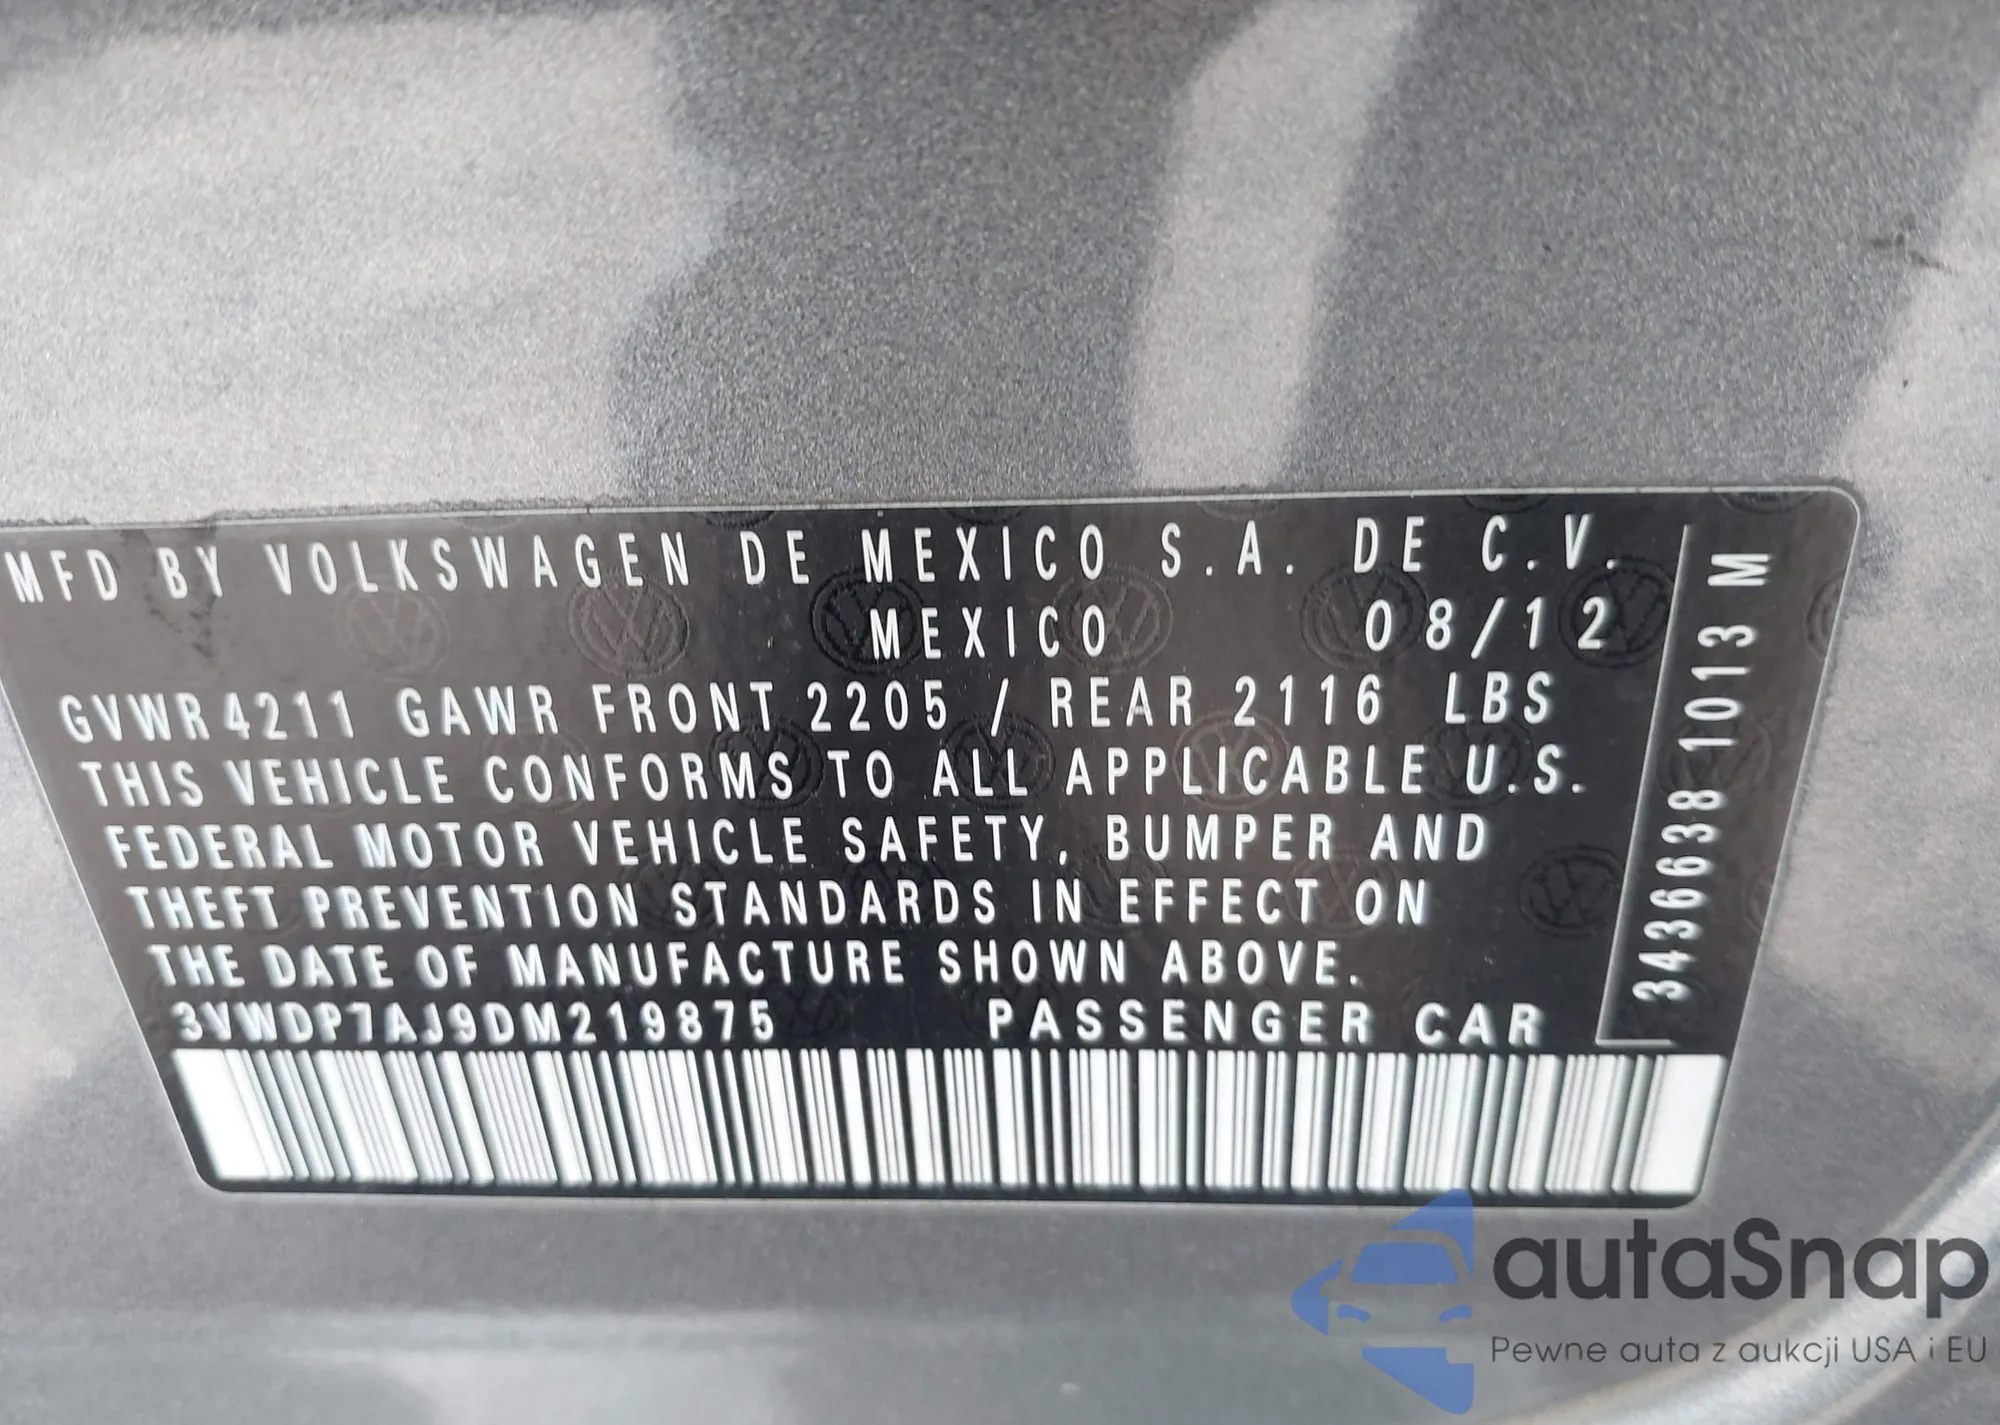 MFD BY VOLKSWAGEN DE MEXICO S.A. DE C.V.
MEXICO 08/12
GVWR 4211 GAWR FRONT 2205 / REAR 2116 LBS
THIS VEHICLE CONFORMS TO ALL APPLICABLE U.S.
FEDERAL MOTOR VEHICLE SAFETY, BUMPER AND
THEFT PREVENTION STANDARDS IN EFFECT ON
THE DATE OF MANUFACTURE SHOWN ABOVE.
3VWDP7AJ9DM219875 PASSENGER CAR
3436638 1013 M
autaSnap
Pewne auta z aukcji USA i EU